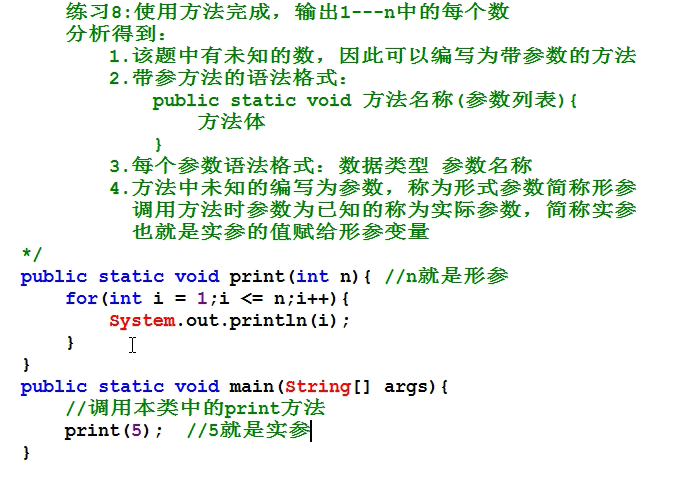 练习8:使用方法完成，输出1---n中的每个数
分析得到:
1.该题中有未知的数，因此可以编写为带参数的方法
2.带参方法的语法格式:
public static void 方法名称(参数列表){
方法体
}
3.每个参数语法格式: 数据类型 参数名称
4.方法中未知的编写为参数，称为形式参数简称形参
调用方法时参数为已知的称为实际参数，简称实参
也就是实参的值赋给形参变量
*/
public static void print(int n){ //n就是形参
for(int i = 1;i <= n;i++){
System.out.println(i);
}
}
public static void main(String[] args){
//调用本类中的print方法
print(5); //5就是实参
}